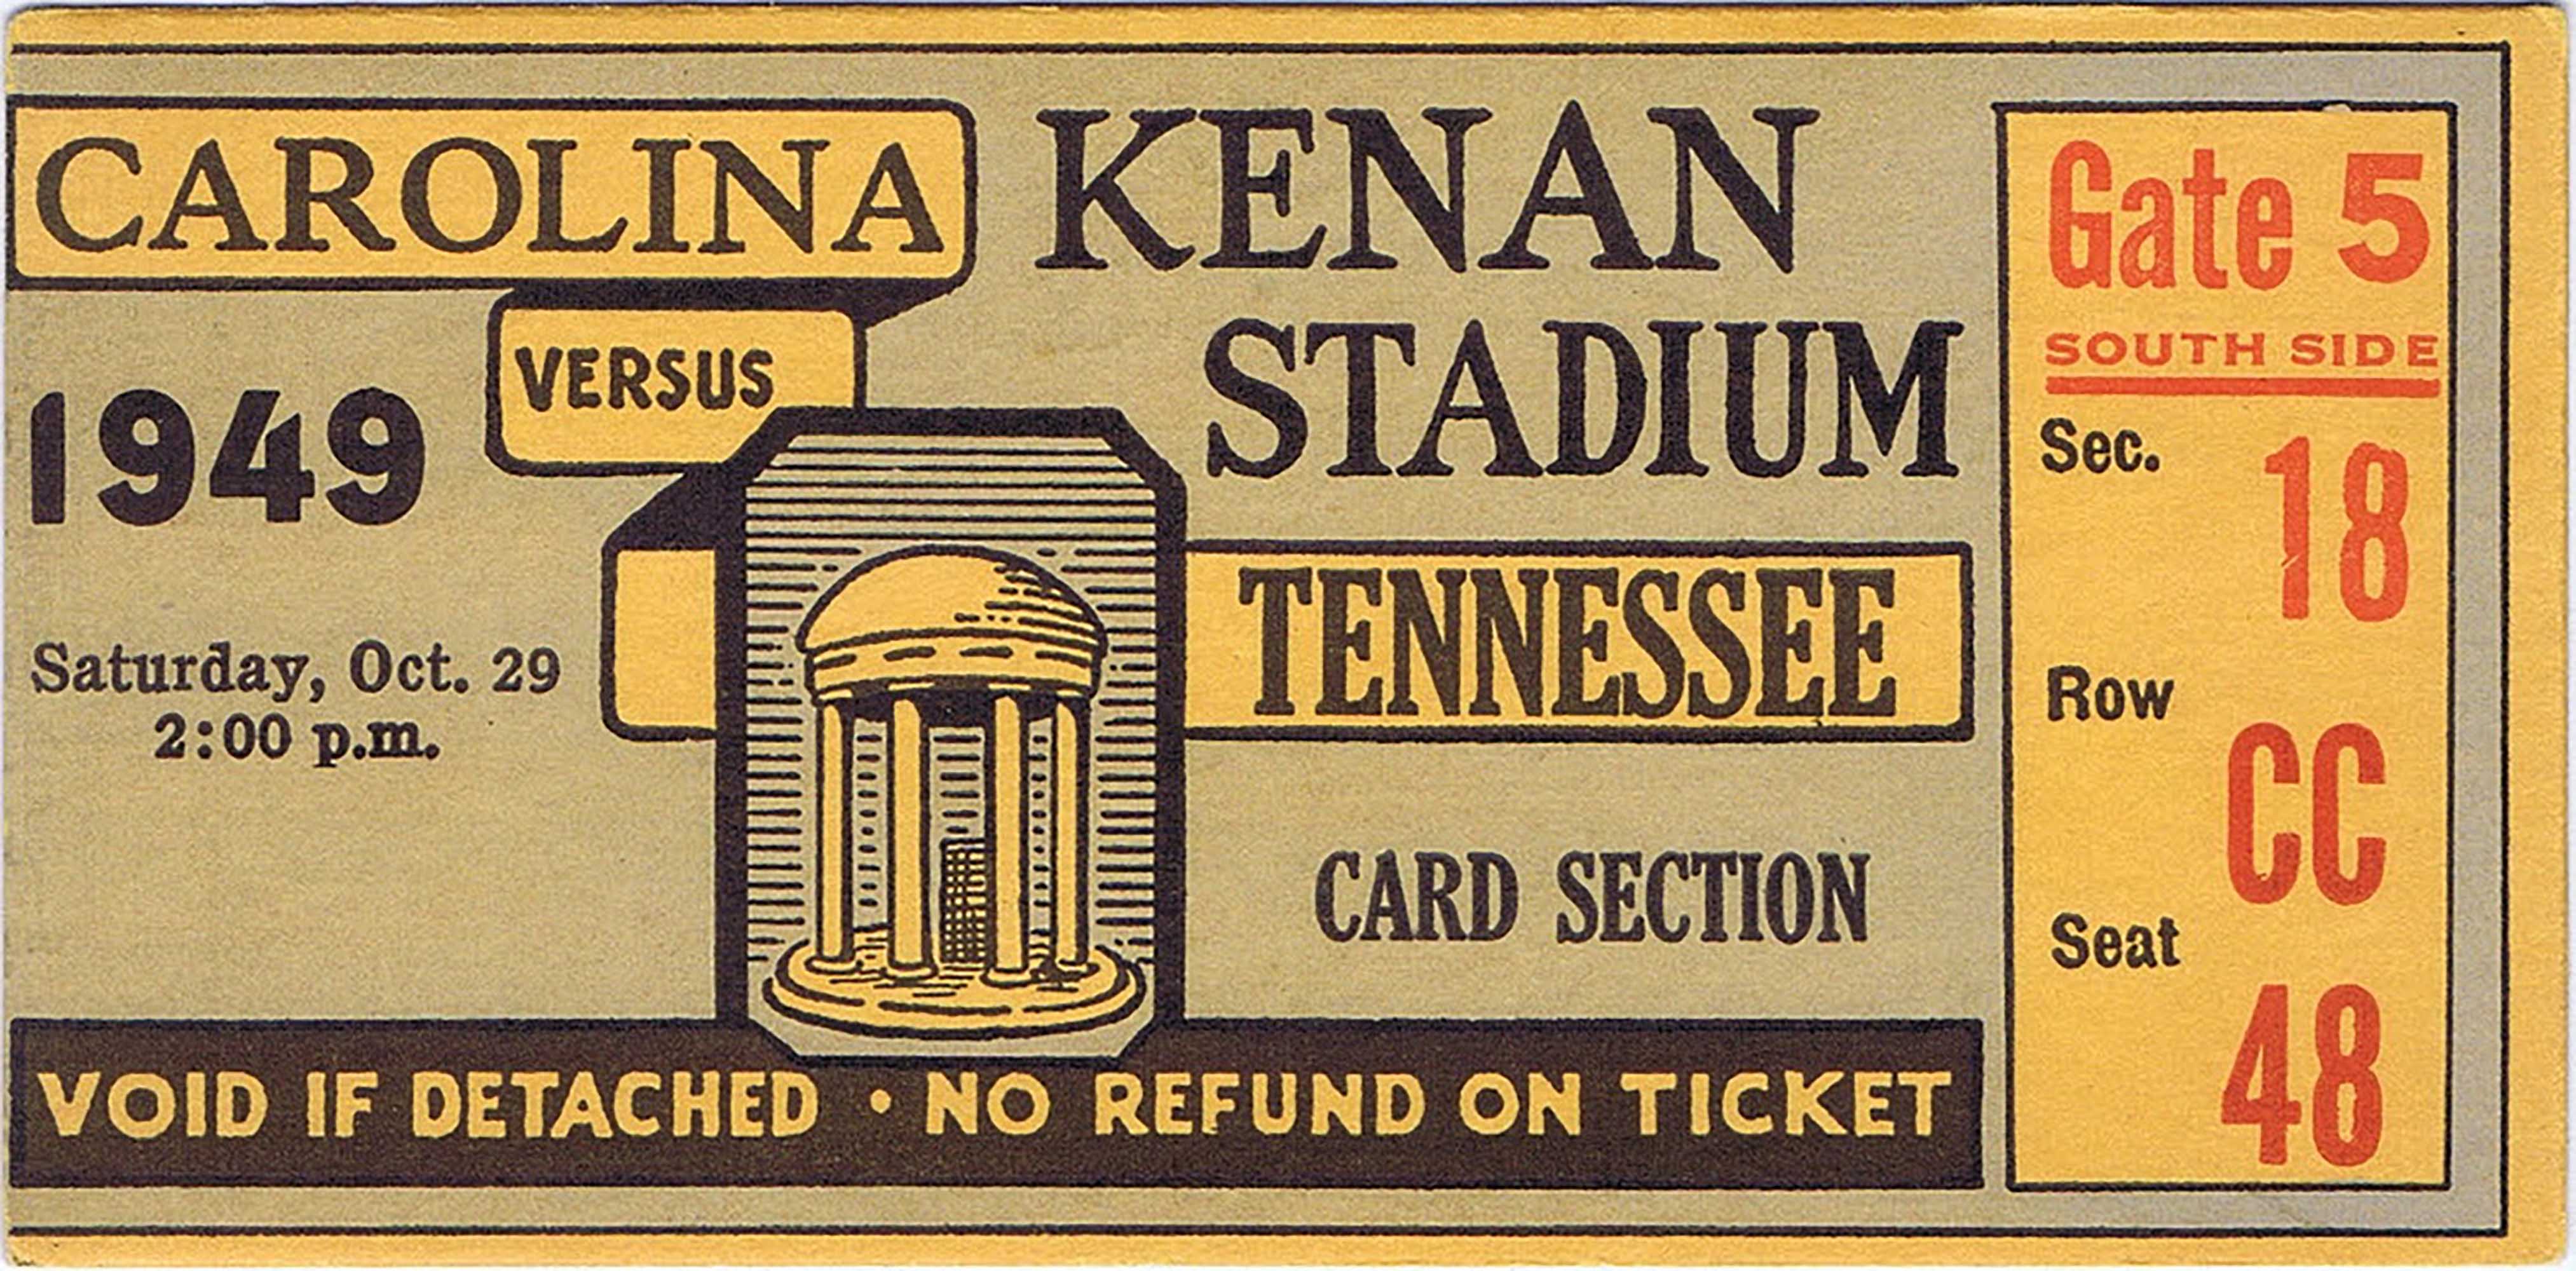 CAROLINA
VERSUS
TENNESSEE
KENAN
STADIUM
1949
Saturday, Oct. 29
2:00 p.m.
CARD SECTION
VOID IF DETACHED • NO REFUND ON TICKET
Gate 5
SOUTH SIDE
Sec. 18
Row CC
Seat 48